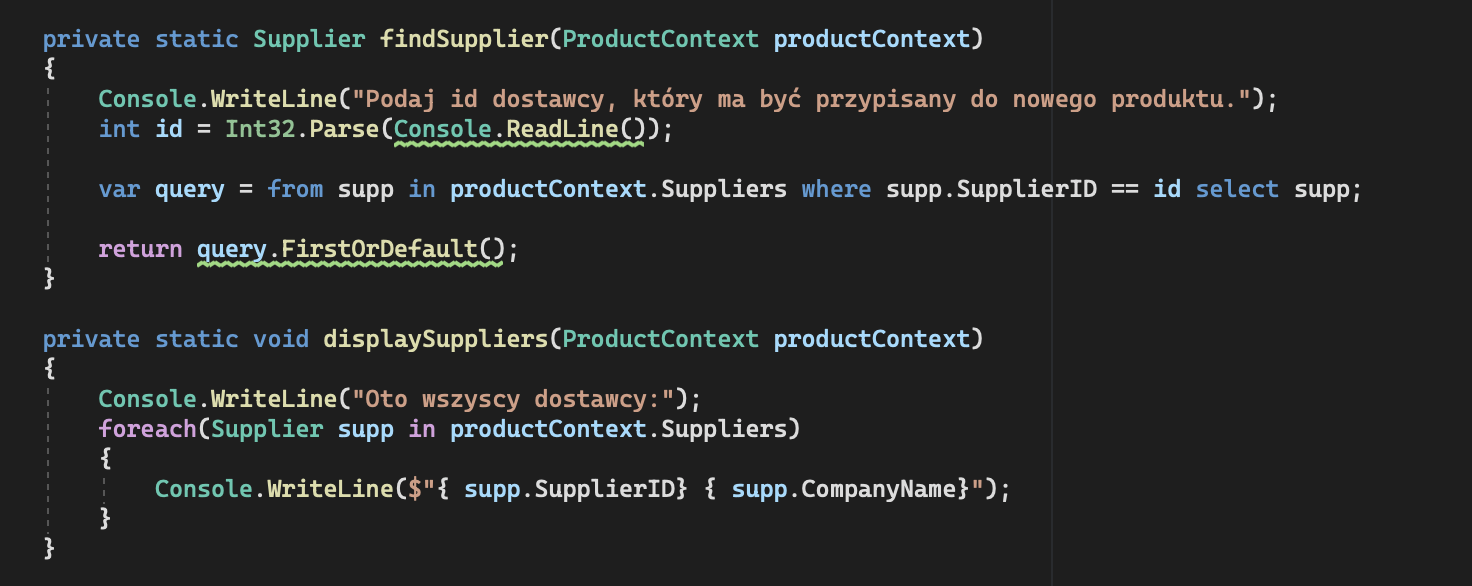 private static Supplier findSupplier(ProductContext productContext)
{
    Console.WriteLine("Podaj id dostawcy, który ma być przypisany do nowego produktu.");
    int id = Int32.Parse(Console.ReadLine());

    var query = from supp in productContext.Suppliers where supp.SupplierID == id select supp;

    return query.FirstOrDefault();
}

private static void displaySuppliers(ProductContext productContext)
{
    Console.WriteLine("Oto wszyscy dostawcy:");
    foreach(Supplier supp in productContext.Suppliers)
    {
        Console.WriteLine($"{ supp.SupplierID} { supp.CompanyName}");
    }
}